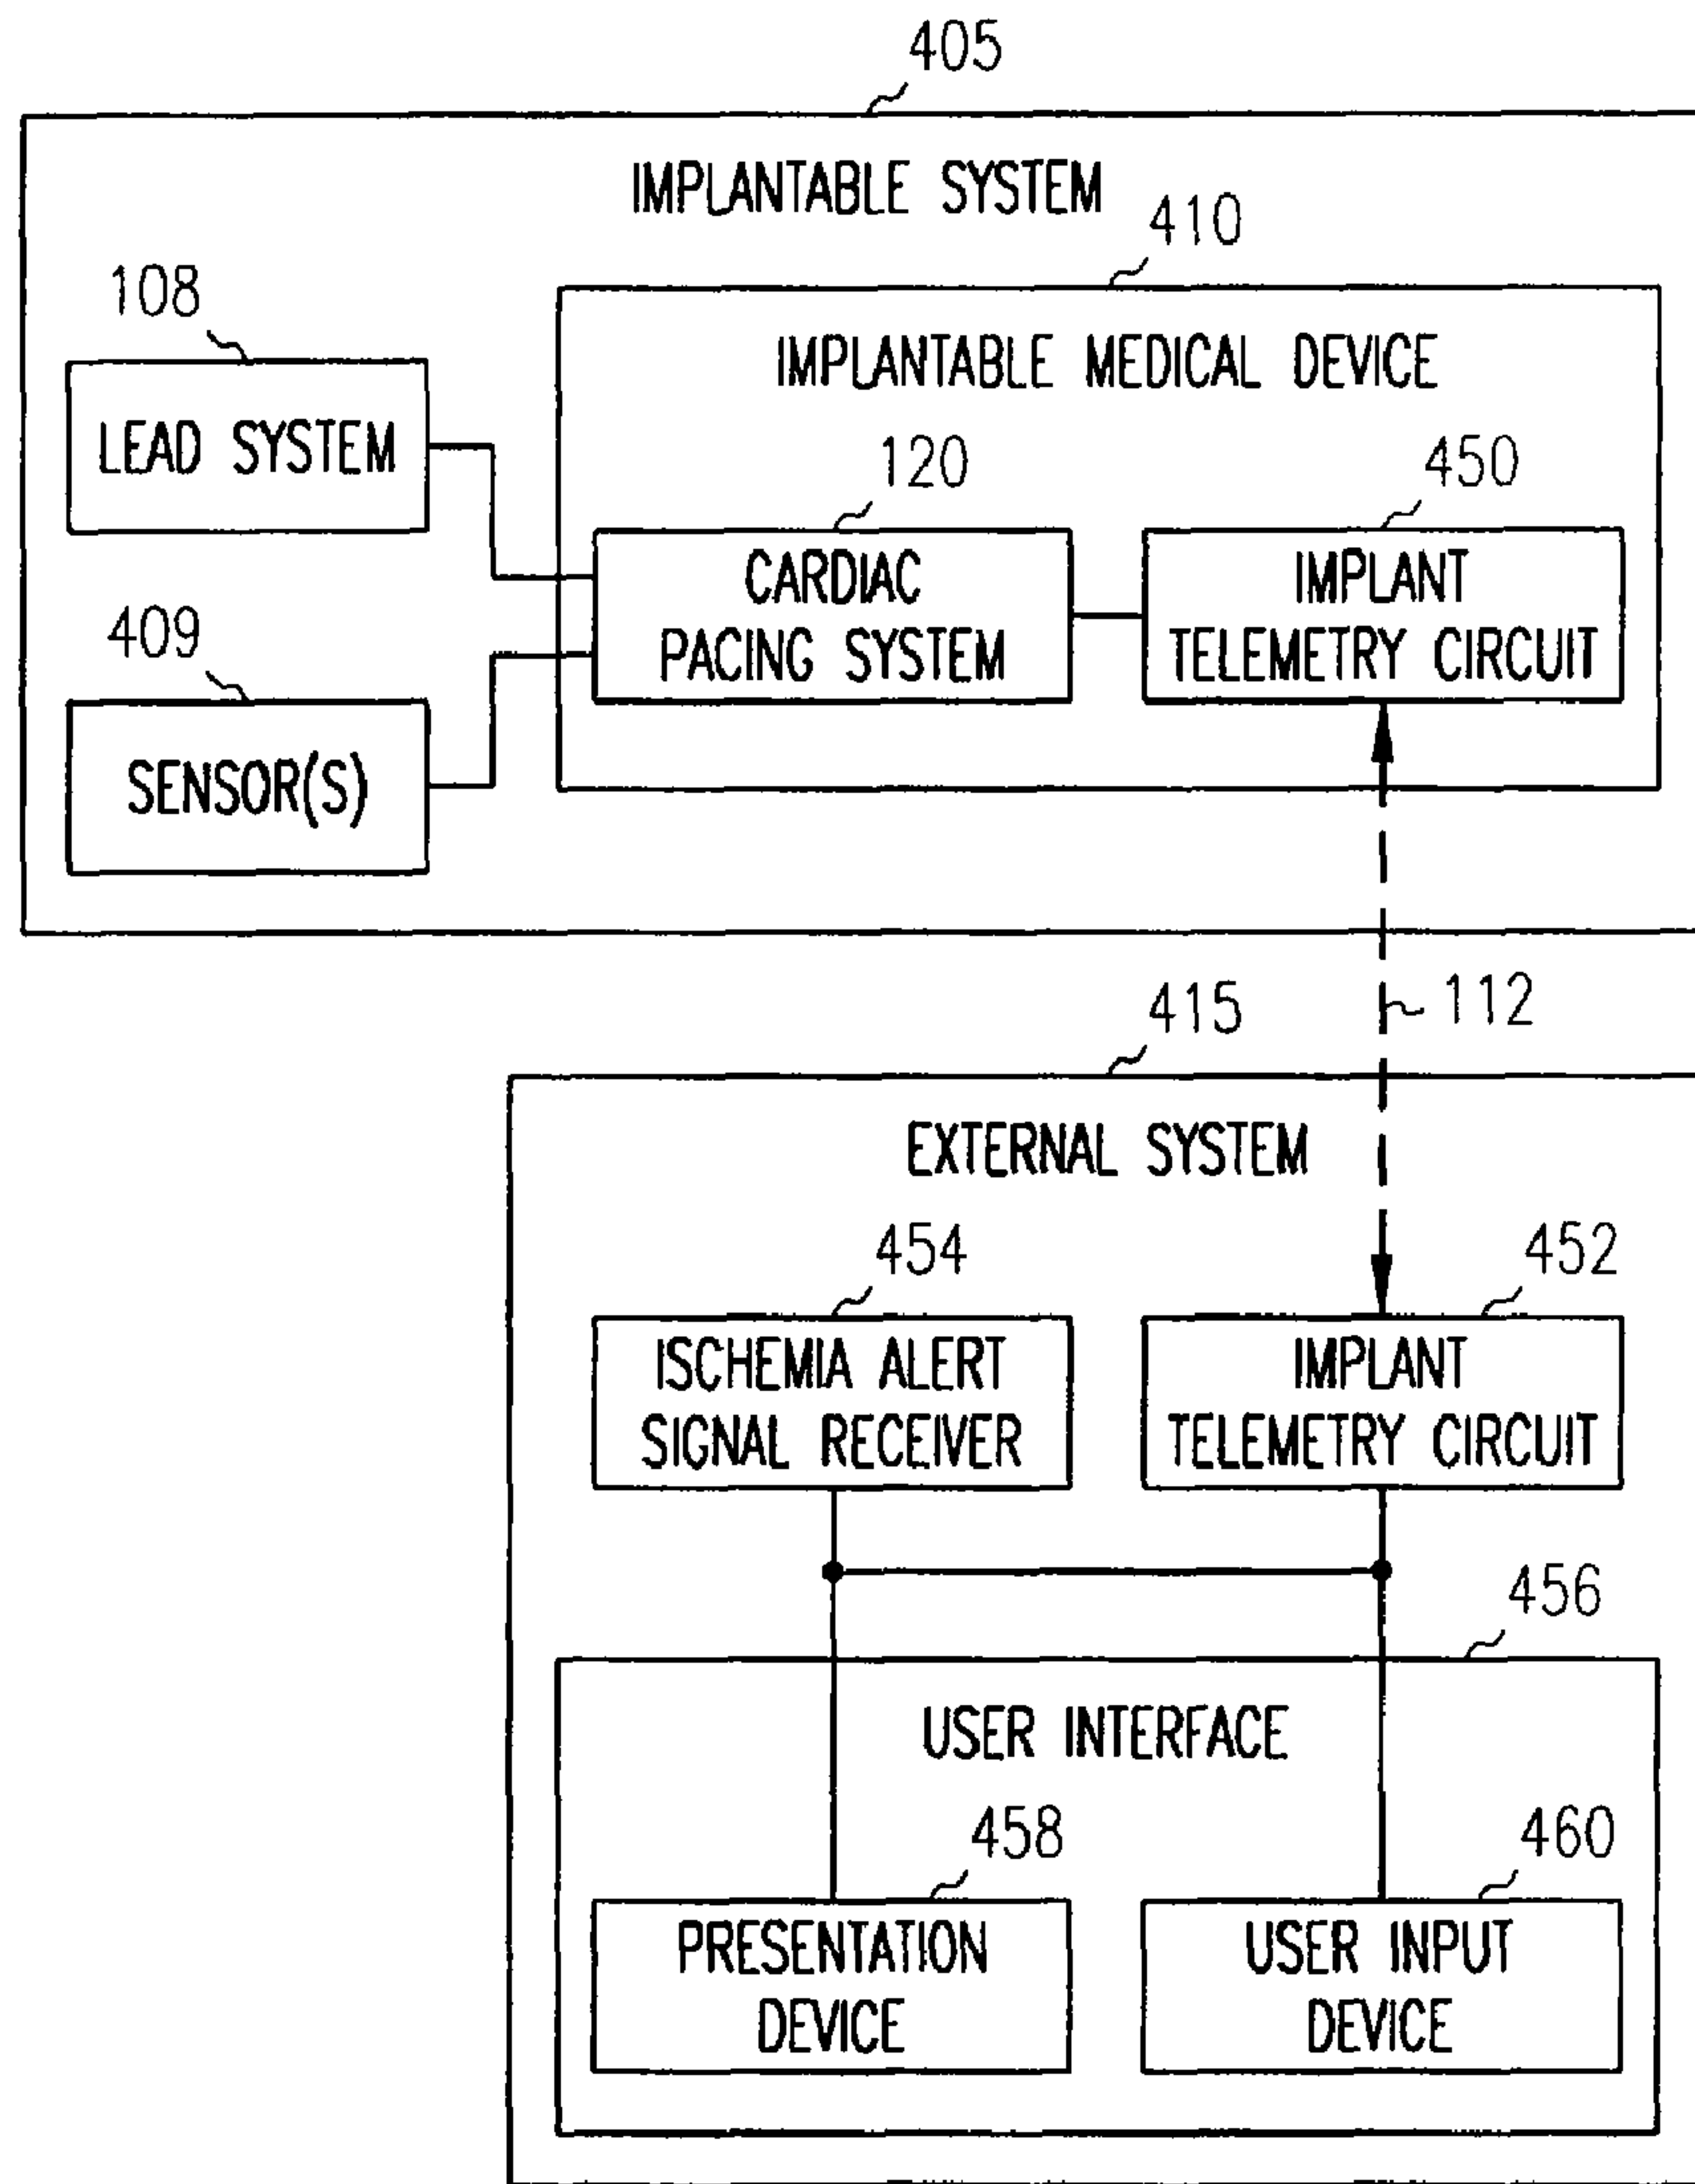 405
IMPLANTABLE SYSTEM
410
108
IMPLANTABLE MEDICAL DEVICE
LEAD SYSTEM
120
450
CARDIAC
PACING SYSTEM
IMPLANT
TELEMETRY CIRCUIT
409
SENSOR(S)
112
415
EXTERNAL SYSTEM
454
452
ISCHEMIA ALERT
SIGNAL RECEIVER
IMPLANT
TELEMETRY CIRCUIT
456
USER INTERFACE
458
460
PRESENTATION
DEVICE
USER INPUT
DEVICE